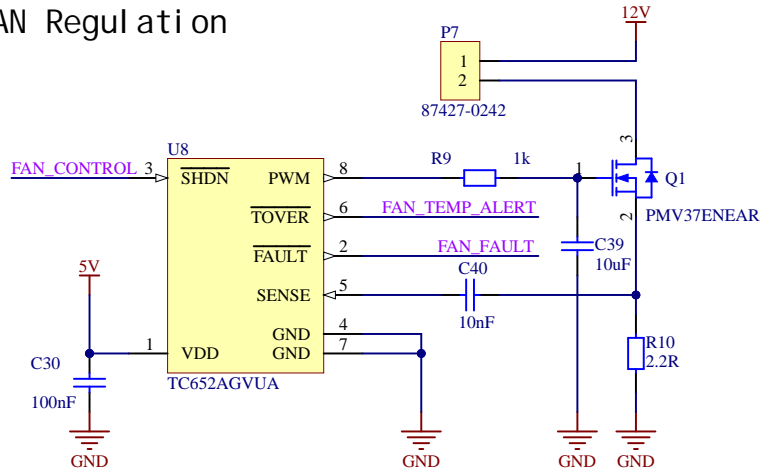 AN Regulation
12V
P7
1
2
87427-0242
U8
FAN_CONTROL 3 SHDN PWM 8 R9 1k 1 3 Q1
TOVER 6 FAN_TEMP_ALERT 2 PMV37ENEAR
FAULT 2 FAN_FAULT C39
10uF
5V SENSE 5 C40
10nF
GND 4
1 VDD GND 7 R10
2.2R
C30 TC652AGVUA
100nF
GND GND GND GND